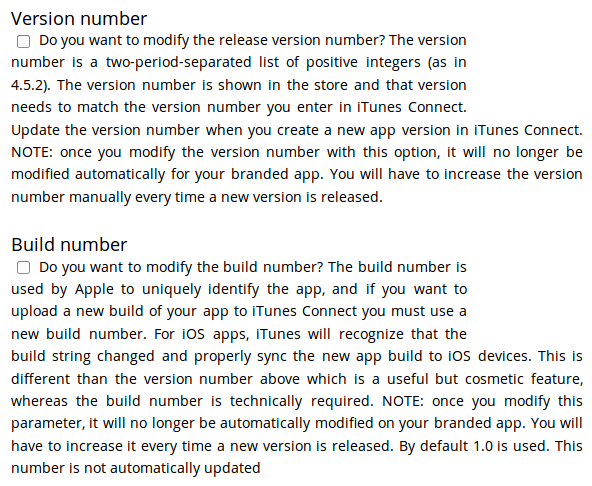 Version number
Do you want to modify the release version number? The version
number is a two-period-separated list of positive integers (as in
4.5.2). The version number is shown in the store and that version
needs to match the version number you enter in iTunes Connect.
Update the version number when you create a new app version in iTunes Connect.
NOTE: once you modify the version number with this option, it will no longer be
modified automatically for your branded app. You will have to increase the version
number manually every time a new version is released.
Build number
Do you want to modify the build number? The build number is
used by Apple to uniquely identify the app, and if you want to
upload a new build of your app to iTunes Connect you must use a
new build number. For iOS apps, iTunes will recognize that the
build string changed and properly sync the new app build to iOS devices. This is
different than the version number above which is a useful but cosmetic feature,
whereas the build number is technically required. NOTE: once you modify this
parameter, it will no longer be automatically modified on your branded app. You will
have to increase it every time a new version is released. By default 1.0 is used. This
number is not automatically updated